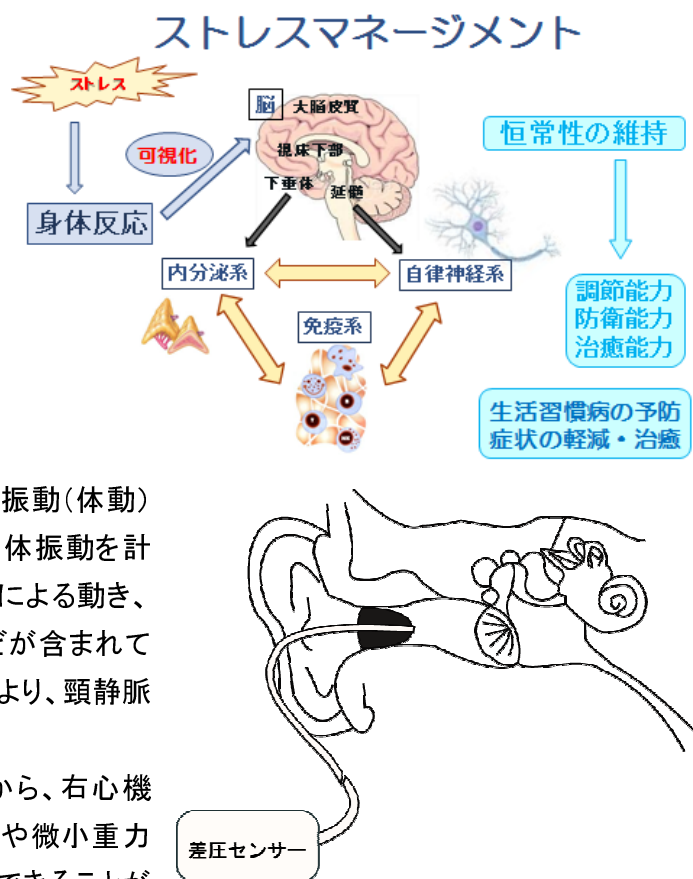 ストレスマネージメント
ストレス
脳
大脳皮質
可視化
視床下部
下垂体
延髄
身体反応
恒常性の維持
内分泌系
自律神経系
免疫系
調節能力
防衛能力
治癒能力
生活習慣病の予防
症状の軽減・治癒
振動(体動)
体振動を計
による動き、
が含まれて
より、頸静脈
から、右心機
や微小重力
できることが
差圧センサー